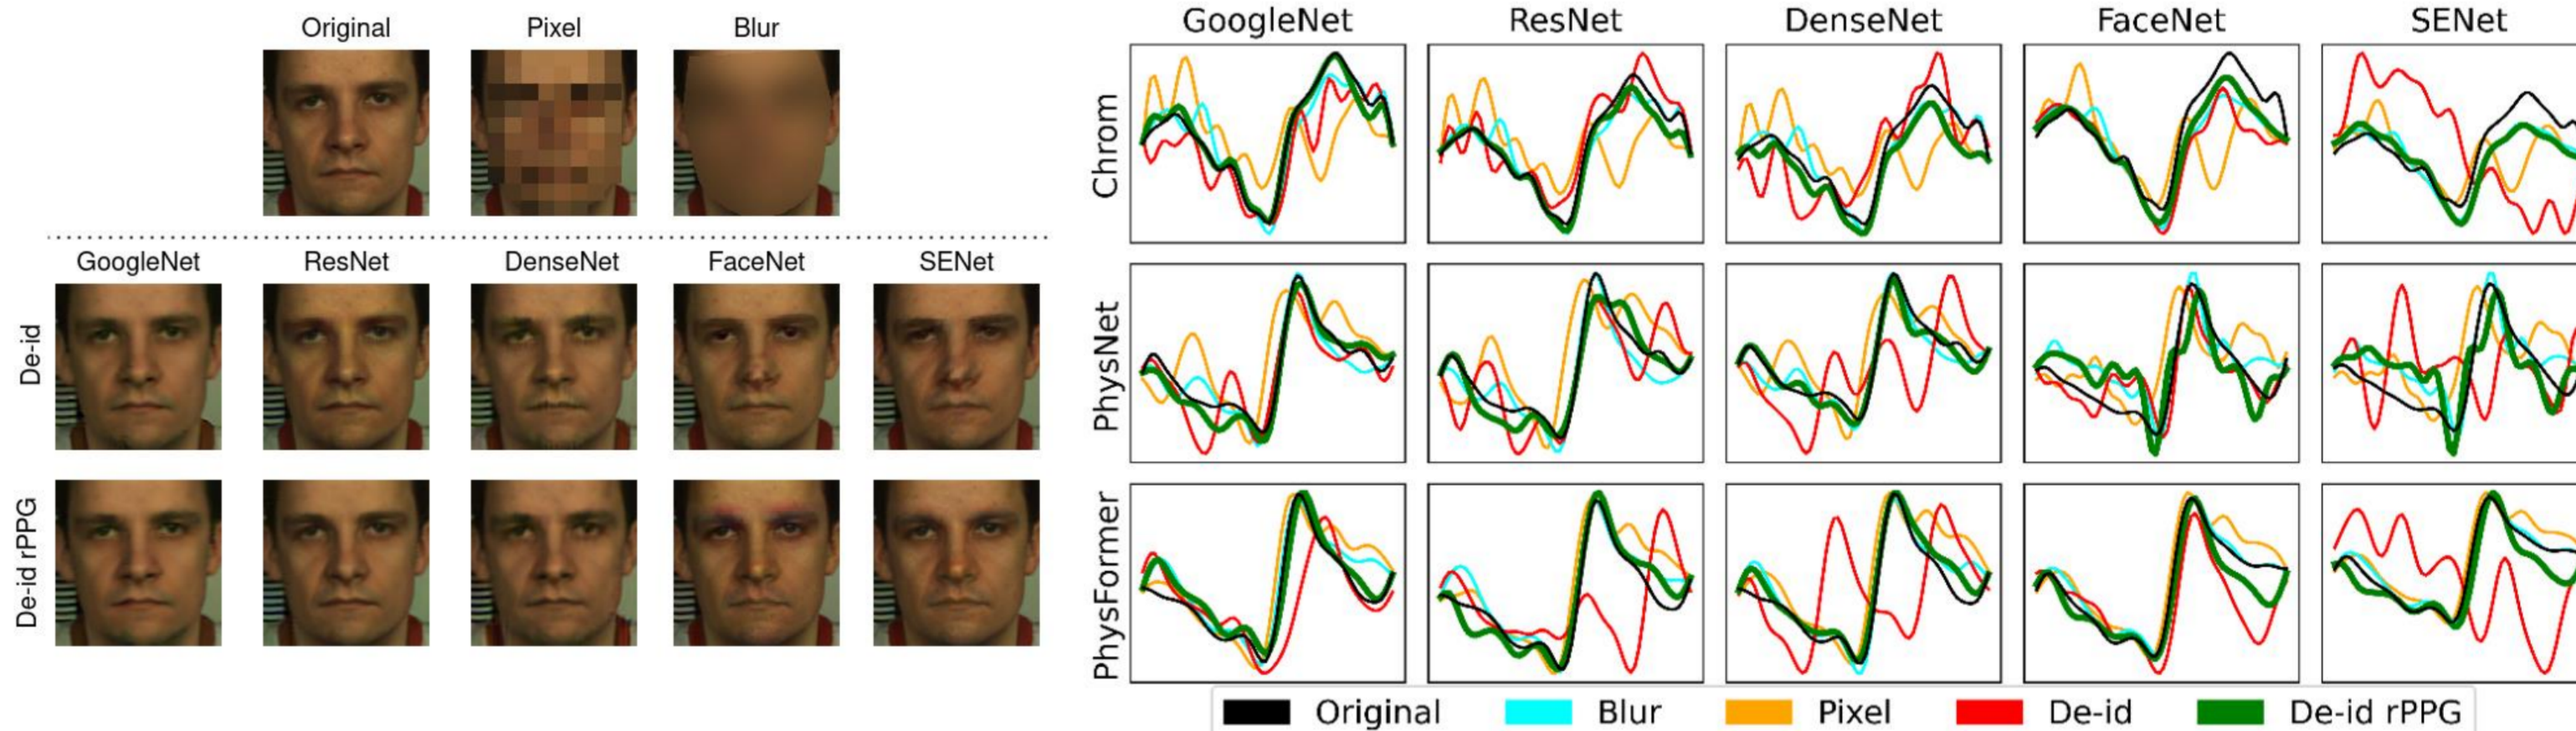 Original Pixel Blur
GoogleNet ResNet DenseNet FaceNet SENet
De-id
De-id rPPG
GoogleNet ResNet DenseNet FaceNet SENet
Chrom
PhysNet
PhysFormer
Original Blur Pixel De-id De-id rPPG